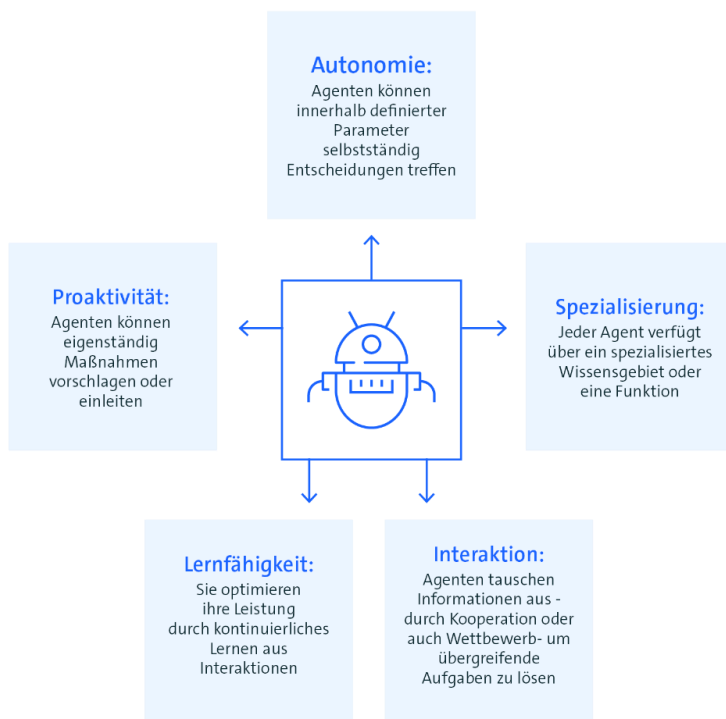 Autonomie:
Agenten können
innerhalb definierter
Parameter
selbstständig
Entscheidungen treffen
Proaktivität:
Agenten können
eigenständig
Maßnahmen
vorschlagen oder
einleiten
Spezialisierung:
Jeder Agent verfügt
über ein spezialisiertes
Wissensgebiet oder
eine Funktion
Lernfähigkeit:
Sie optimieren
ihre Leistung
durch kontinuierliches
Lernen aus
Interaktionen
Interaktion:
Agenten tauschen
Informationen aus -
durch Kooperation oder
auch Wettbewerb- um
übergreifende
Aufgaben zu lösen